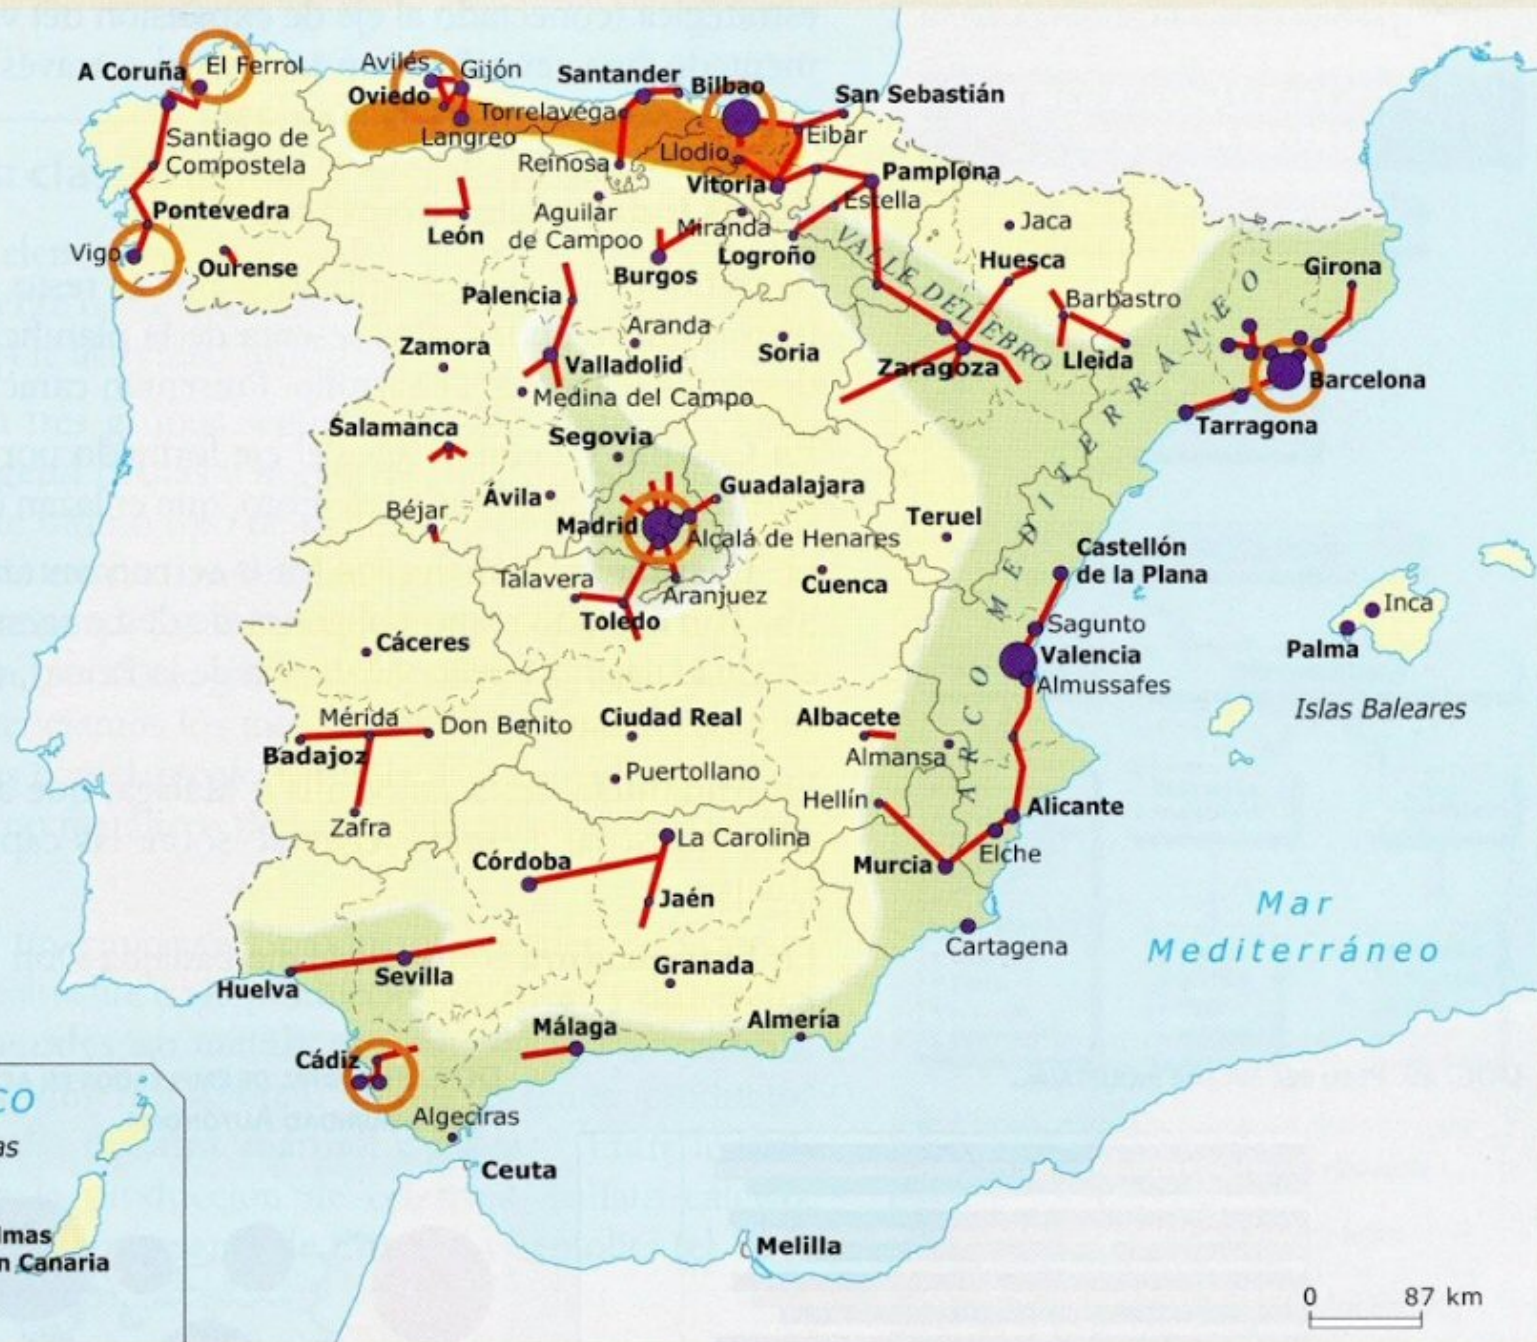 A Coruña
El Ferrol
Avilés
Gijón
Oviedo
Santander
Bilbao
San Sebastián
Torrelavega
Langreo
Eibar
Santiago de
Compostela
Reinosa
Llodio
Vitoria
Pamplona
Pontevedra
Estella
Aguilar
de Campoo
Miranda
Jaca
León
Vigo
Ourense
Burgos
Logroño
Huesca
Girona
VALLE DEL EBRO
Palencia
Barbastro
Aranda
Zamora
Valladolid
Soria
Zaragoza
Lleida
Barcelona
Medina del Campo
Salamanca
Segovia
Tarragona
Ávila
Guadalajara
Béjar
Madrid
Alcalá de Henares
Teruel
ARCO MEDITERRÁNEO
Castellón
de la Plana
Talavera
Aranjuez
Cuenca
Toledo
Inca
Sagunto
Cáceres
Valencia
Palma
Almussafes
Islas Baleares
Mérida
Don Benito
Ciudad Real
Albacete
Badajoz
Almansa
Puertollano
Hellín
Alicante
Zafra
La Carolina
Elche
Córdoba
Murcia
Jaén
Mar
Mediterráneo
Cartagena
Granada
Sevilla
Huelva
Málaga
Almería
Cádiz
Algeciras
Ceuta
CO
as
lmas
n Canaria
Melilla
0 87 km